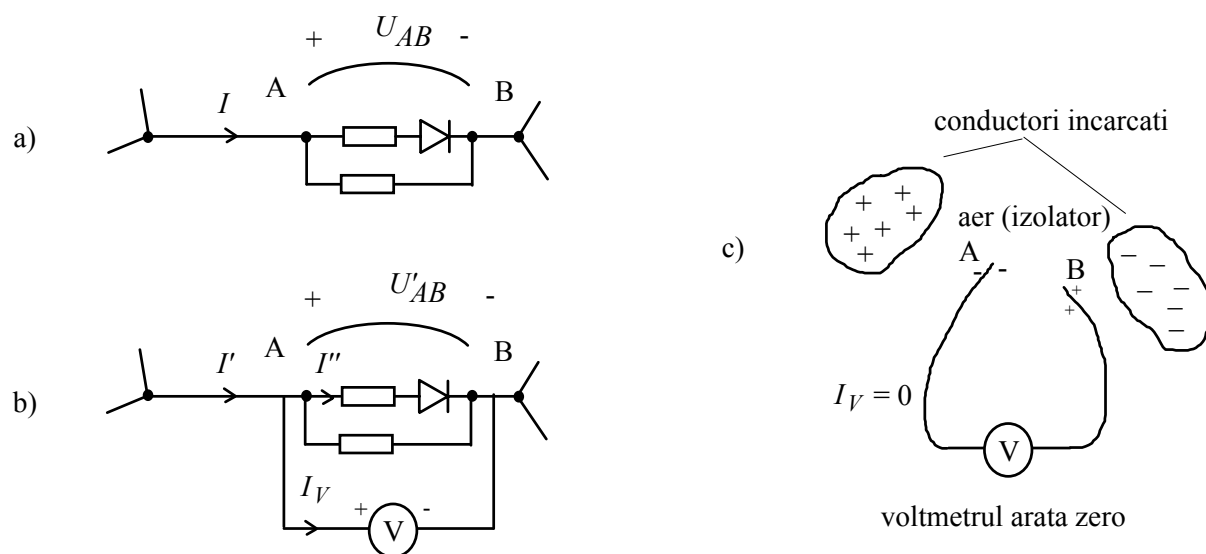 a)
+ U_AB -
A
B
I
b)
+ U'_AB -
A
B
I'
I''
I_V
+ V -
c)
conductori incarcati
+ + + + + +
aer (izolator)
A
- -
B
+
+
− − − − − −
I_V = 0
V
voltmetrul arata zero